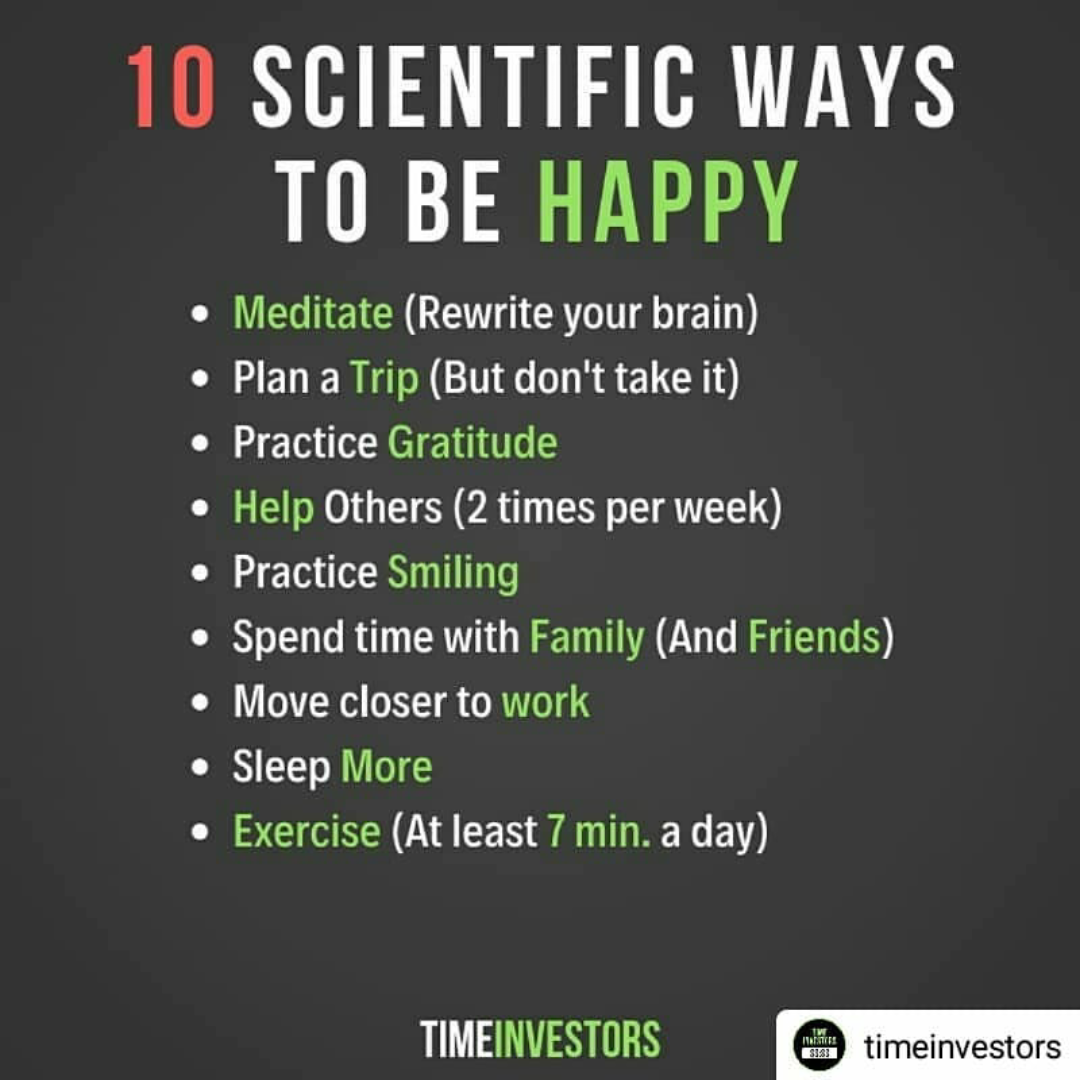 10 SCIENTIFIC WAYS
TO BE HAPPY
• Meditate (Rewrite your brain)
• Plan a Trip (But don't take it)
• Practice Gratitude
• Help Others (2 times per week)
• Practice Smiling
• Spend time with Family (And Friends)
• Move closer to work
• Sleep More
• Exercise (At least 7 min. a day)
TIMEINVESTORS
timeinvestors